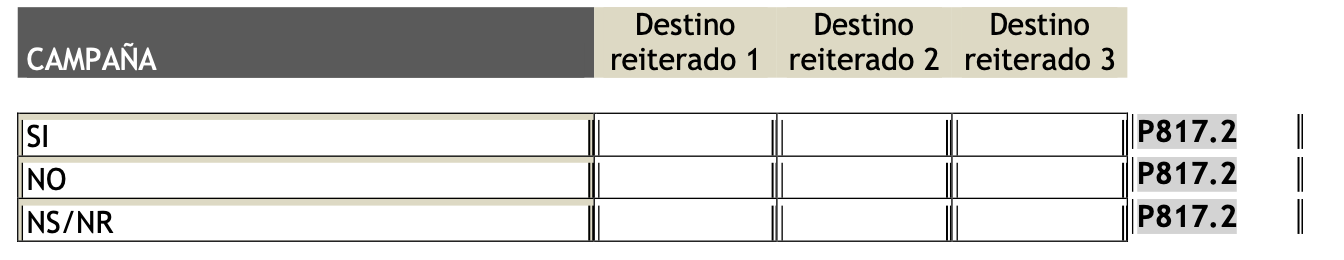 CAMPAÑA Destino reiterado 1 Destino reiterado 2 Destino reiterado 3
SI P817.2
NO P817.2
NS/NR P817.2